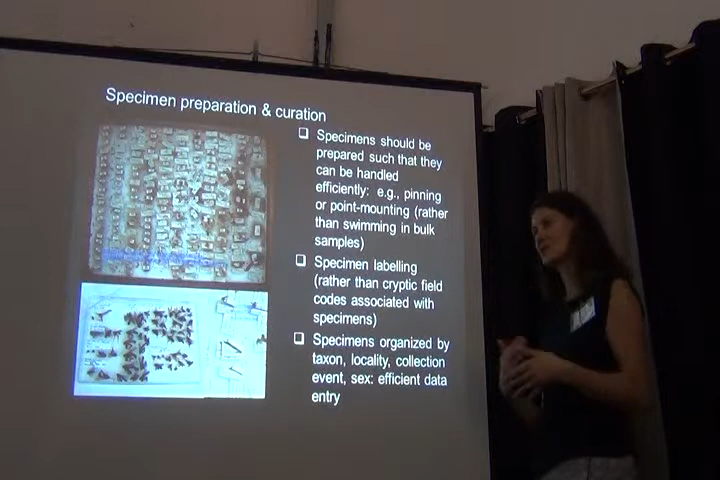 Specimen preparation & curation
❑ Specimens should be
prepared such that they
can be handled
efficiently: e.g., pinning
or point-mounting (rather
than swimming in bulk
samples)
❑ Specimen labelling
(rather than cryptic field
codes associated with
specimens)
❑ Specimens organized by
taxon, locality, collection
event, sex: efficient data
entry